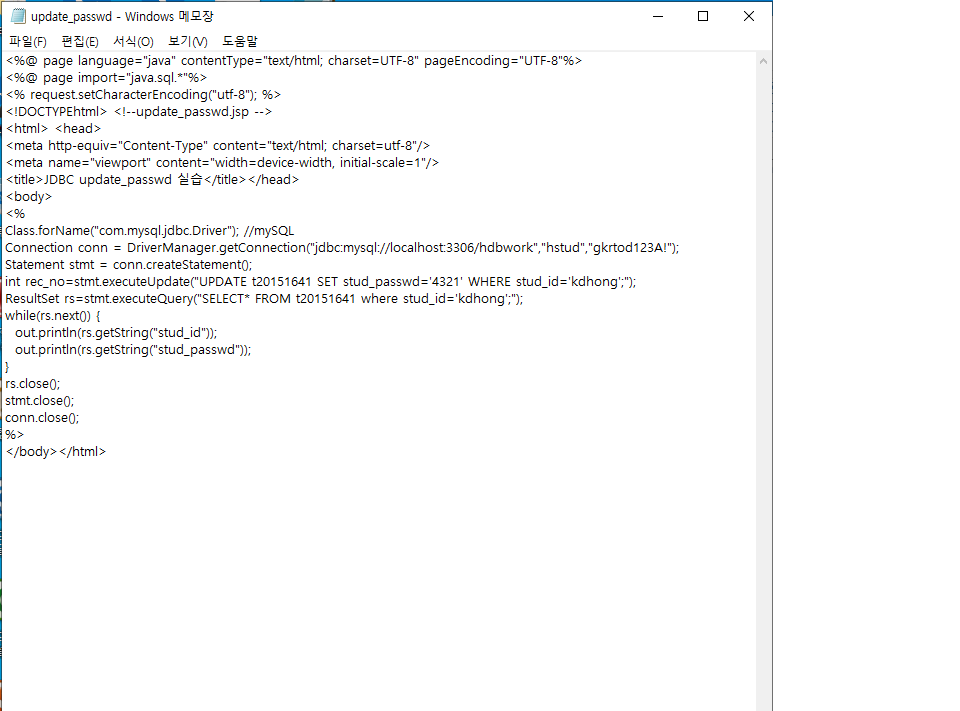 update_passwd - Windows 메모장
파일(F) 편집(E) 서식(O) 보기(V) 도움말
<%@ page language="java" contentType="text/html; charset=UTF-8" pageEncoding="UTF-8"%>
<%@ page import="java.sql.*"%>
<% request.setCharacterEncoding("utf-8"); %>
<!DOCTYPEhtml> <!--update_passwd.jsp -->
<html> <head>
<meta http-equiv="Content-Type" content="text/html; charset=utf-8"/>
<meta name="viewport" content="width=device-width, initial-scale=1"/>
<title>JDBC update_passwd 실습</title></head>
<body>
<%
Class.forName("com.mysql.jdbc.Driver"); //mySQL
Connection conn = DriverManager.getConnection("jdbc:mysql://localhost:3306/hdbwork","hstud","gkrtod123A!");
Statement stmt = conn.createStatement();
int rec_no=stmt.executeUpdate("UPDATE t20151641 SET stud_passwd='4321' WHERE stud_id='kdhong';");
ResultSet rs=stmt.executeQuery("SELECT* FROM t20151641 where stud_id='kdhong';");
while(rs.next()) {
  out.println(rs.getString("stud_id"));
  out.println(rs.getString("stud_passwd"));
}
rs.close();
stmt.close();
conn.close();
%>
</body></html>